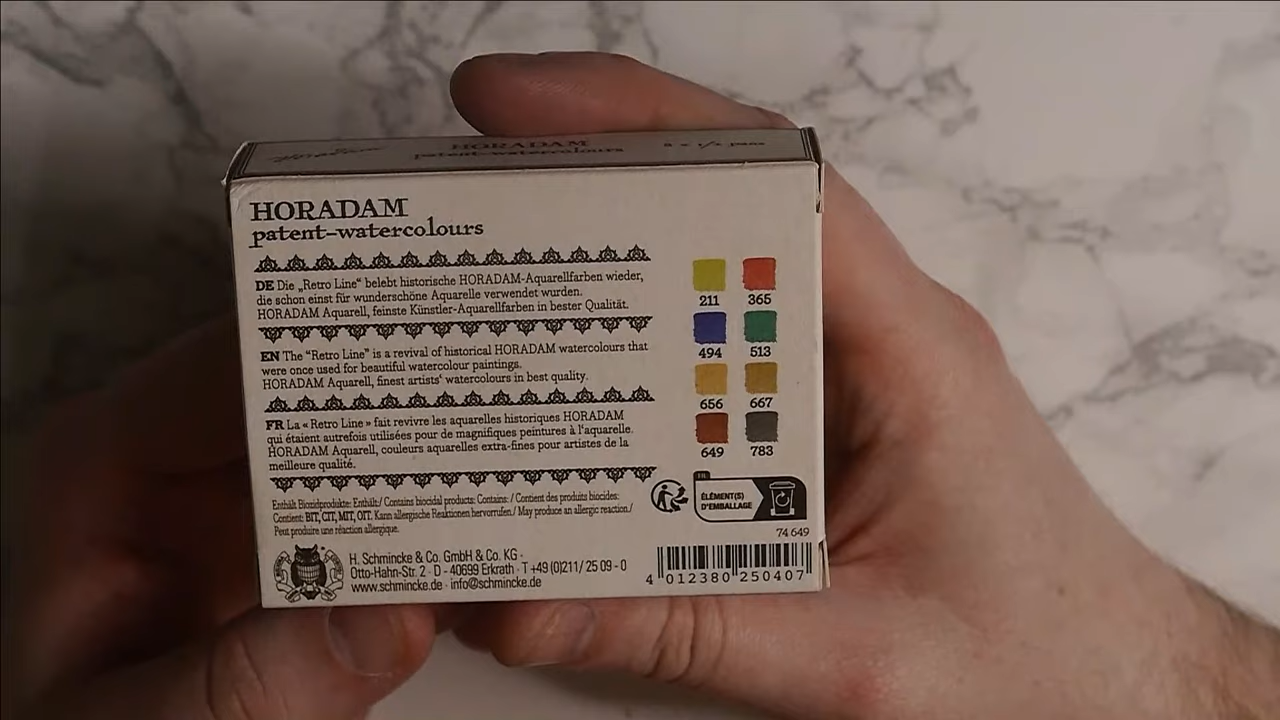 Horadam
HORADAM
patent-watercolours
8 x 1/2 pans
HORADAM
patent-watercolours
DE Die „Retro Line“ belebt historische HORADAM-Aquarellfarben wieder,
die schon einst für wunderschöne Aquarelle verwendet wurden.
HORADAM Aquarell, feinste Künstler-Aquarellfarben in bester Qualität.
EN The “Retro Line” is a revival of historical HORADAM watercolours that
were once used for beautiful watercolour paintings.
HORADAM Aquarell, finest artists‘ watercolours in best quality.
FR La « Retro Line » fait revivre les aquarelles historiques HORADAM
qui étaient autrefois utilisées pour de magnifiques peintures à l‘aquarelle.
HORADAM Aquarell, couleurs aquarelles extra-fines pour artistes de la
meilleure qualité.
Enthält Biozidprodukte: Enthält:/ Contains biocidal products: Contains: / Contient des produits biocides:
Contient: BIT, CIT, MIT, OIT. Kann allergische Reaktionen hervorrufen./ May produce an allergic reaction./
Peut produire une réaction allergique.
H. Schmincke & Co. GmbH & Co. KG ·
Otto-Hahn-Str. 2 · D - 40699 Erkrath · T +49 (0)211/ 25 09 - 0
www.schmincke.de · info@schmincke.de
211 365
494 513
656 667
649 783
FR
ÉLÉMENT(S)
D'EMBALLAGE
74 649
4 012380 250407